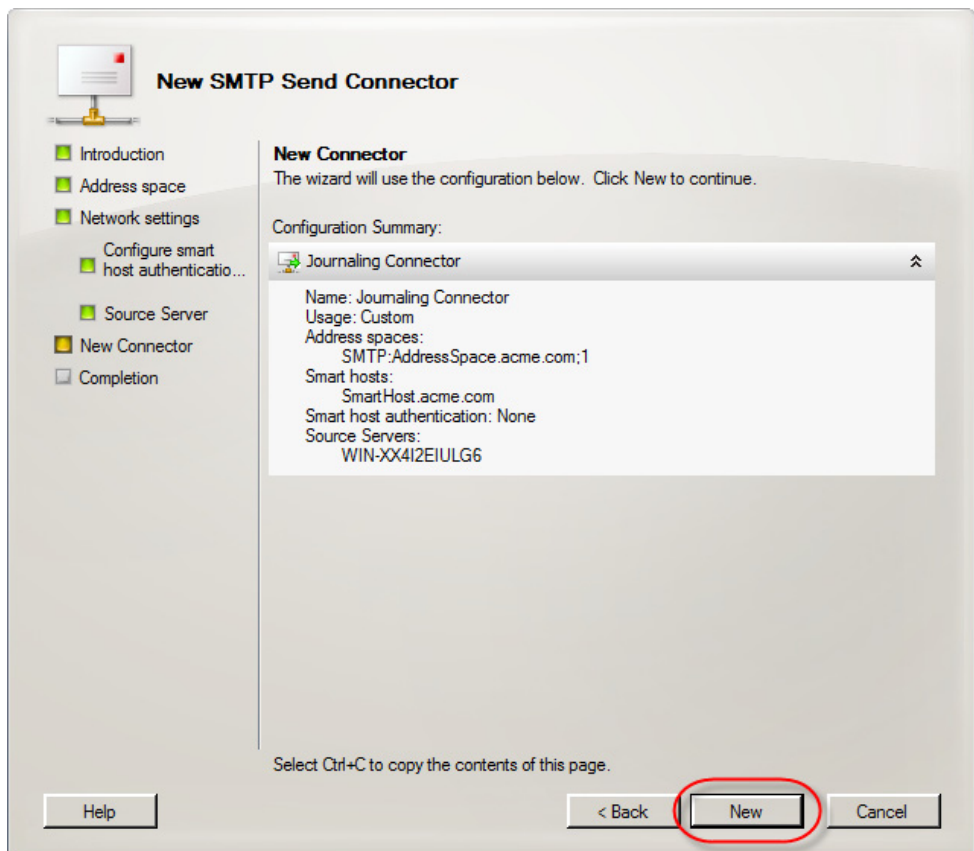 New SMTP Send Connector
Introduction
Address space
Network settings
Configure smart
host authenticatio...
Source Server
New Connector
Completion
New Connector
The wizard will use the configuration below. Click New to continue.
Configuration Summary:
Journaling Connector
Name: Journaling Connector
Usage: Custom
Address spaces:
SMTP:AddressSpace.acme.com;1
Smart hosts:
SmartHost.acme.com
Smart host authentication: None
Source Servers:
WIN-XX4I2EIULG6
Select Ctrl+C to copy the contents of this page.
Help
< Back
New
Cancel